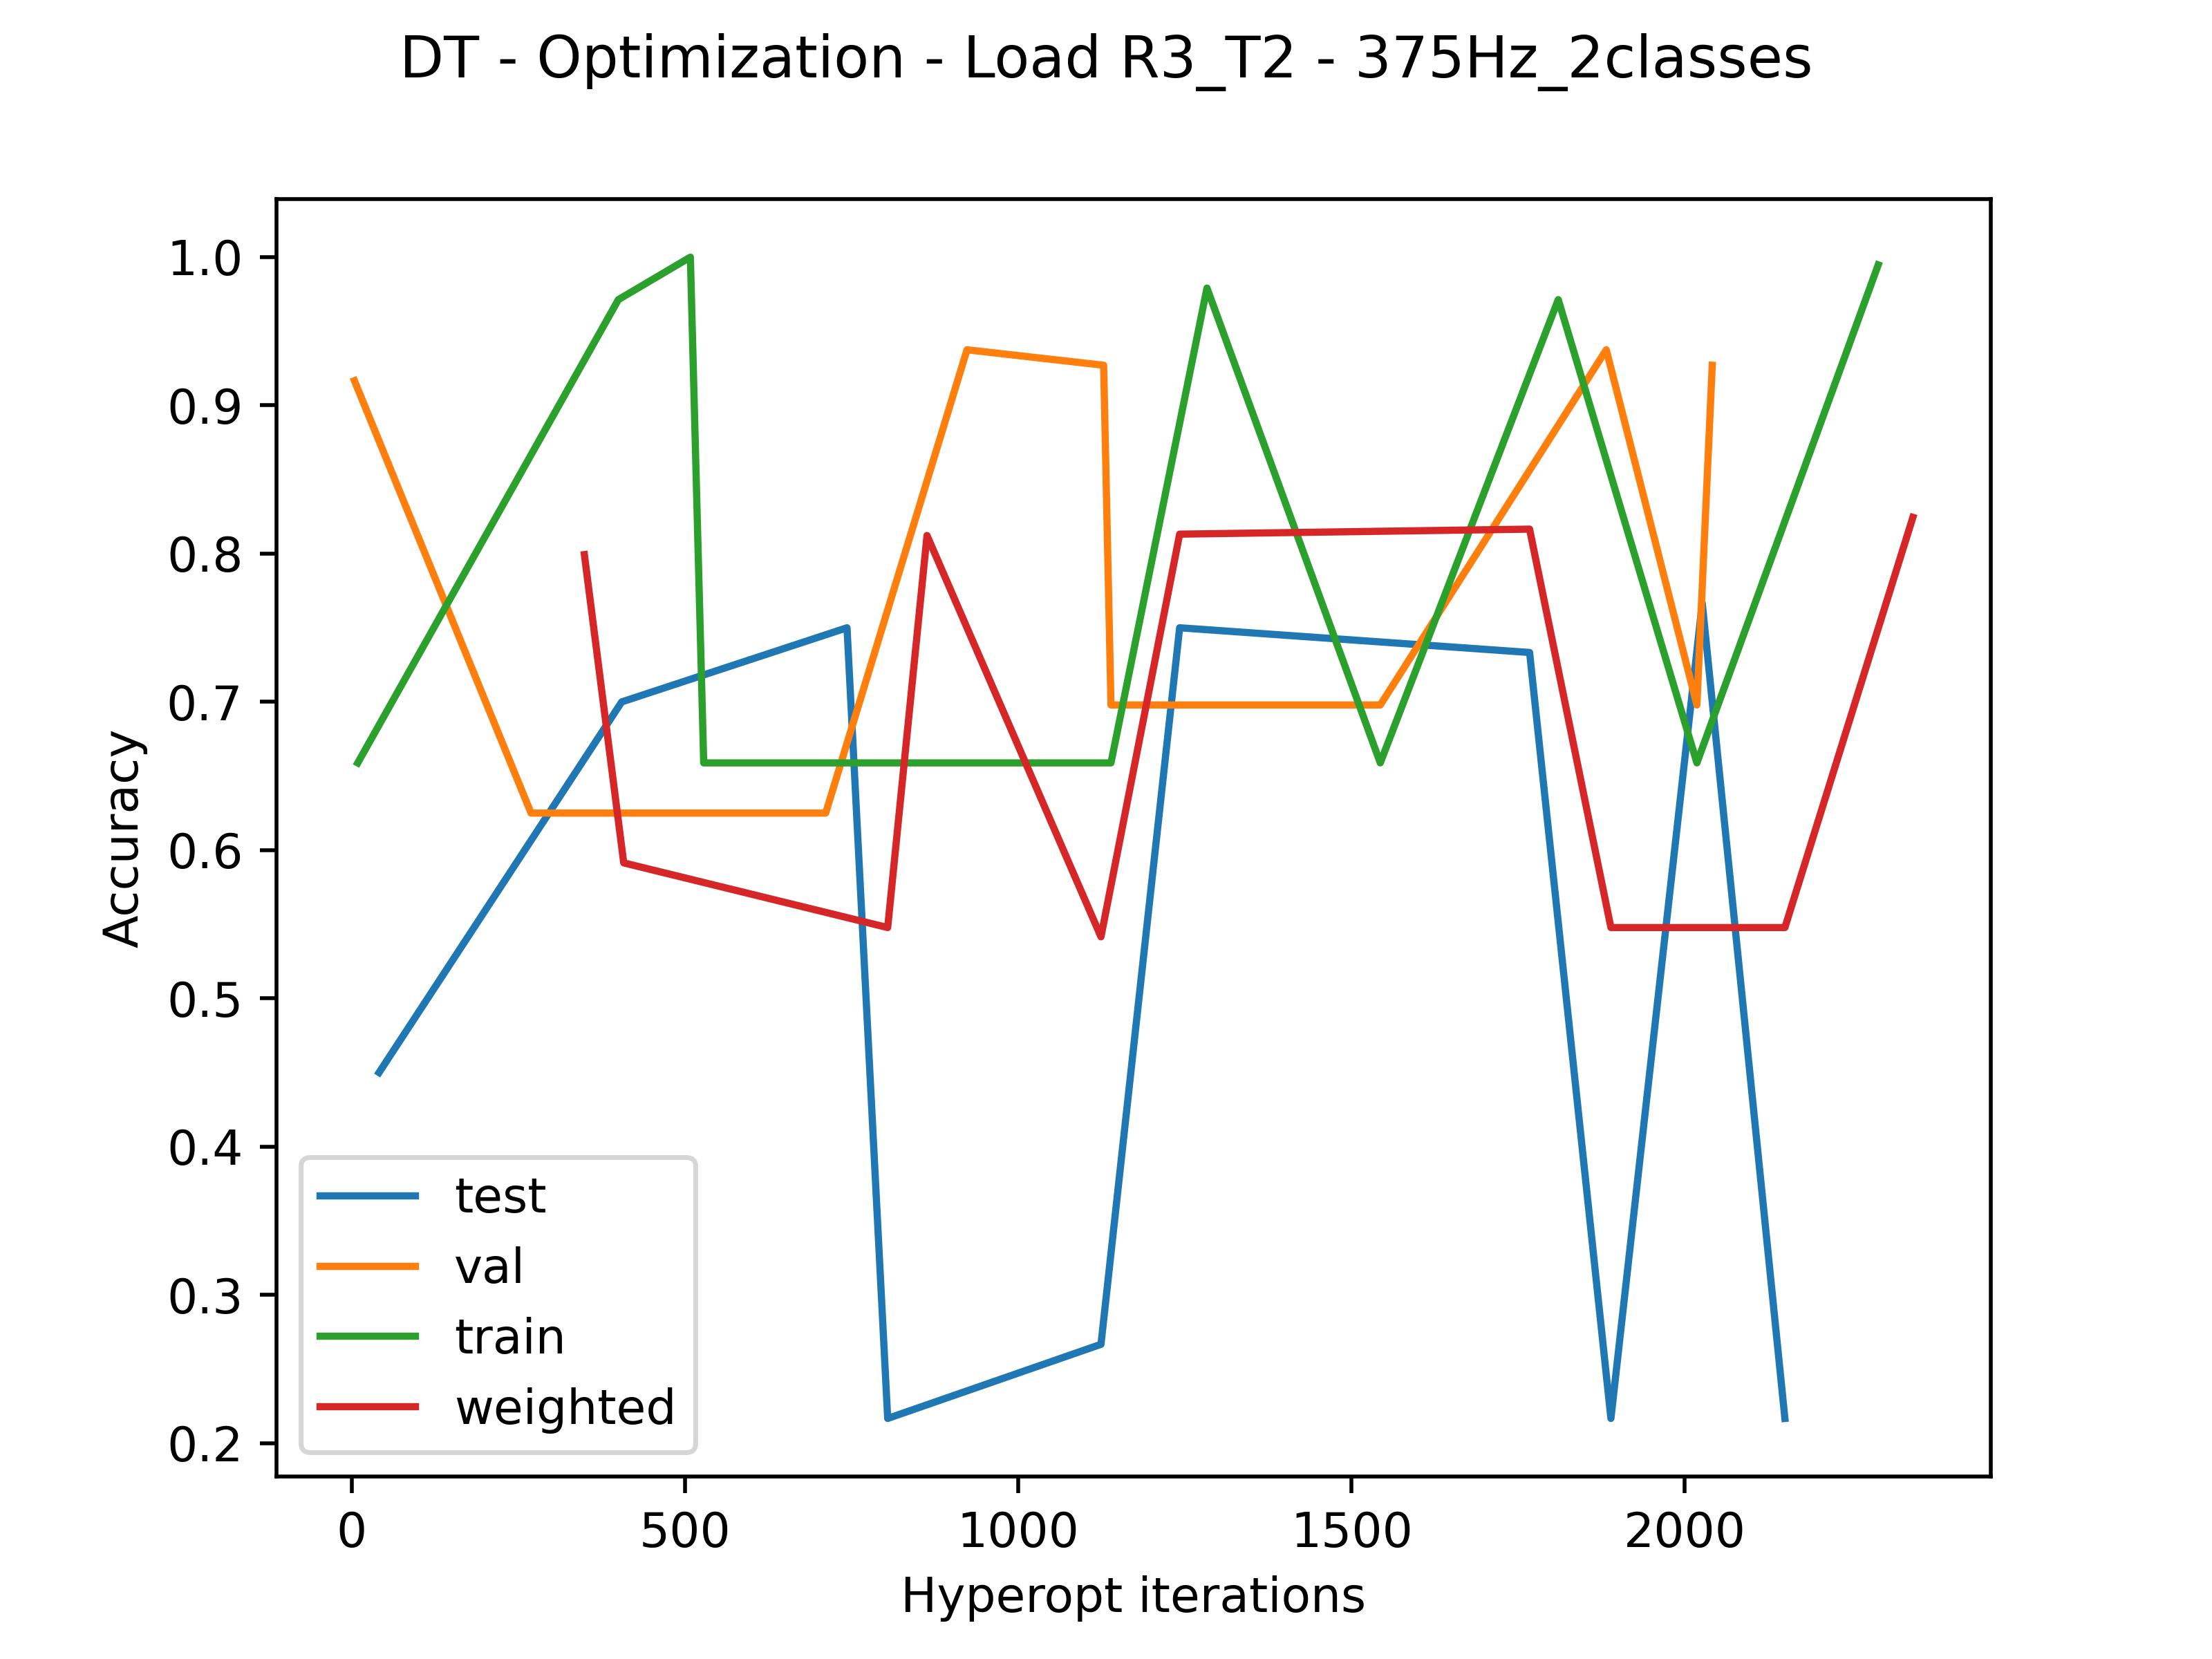 DT - Optimization - Load R3_T2 - 375Hz_2classes
1.0
0.9
0.8
0.7
0.6
0.5
0.4
0.3
0.2
Accuracy
test
val
train
weighted
0 500 1000 1500 2000
Hyperopt iterations